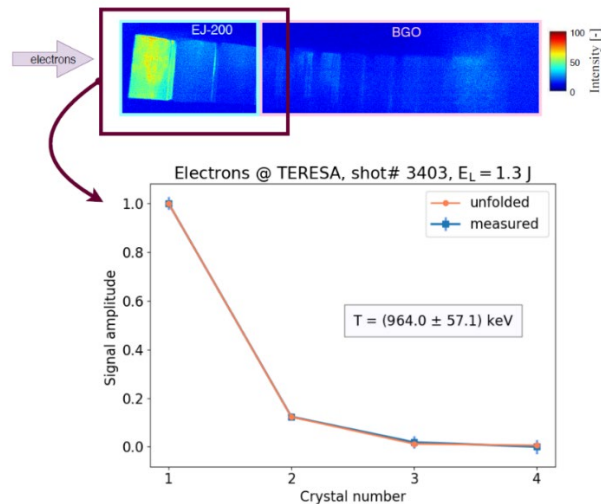 EJ-200
BGO
electrons
100
50
0
Intensity [-]
Electrons @ TERESA, shot# 3403, E_L = 1.3 J
unfolded
measured
T = (964.0 ± 57.1) keV
Signal amplitude
1.0
0.8
0.6
0.4
0.2
0.0
1 2 3 4
Crystal number